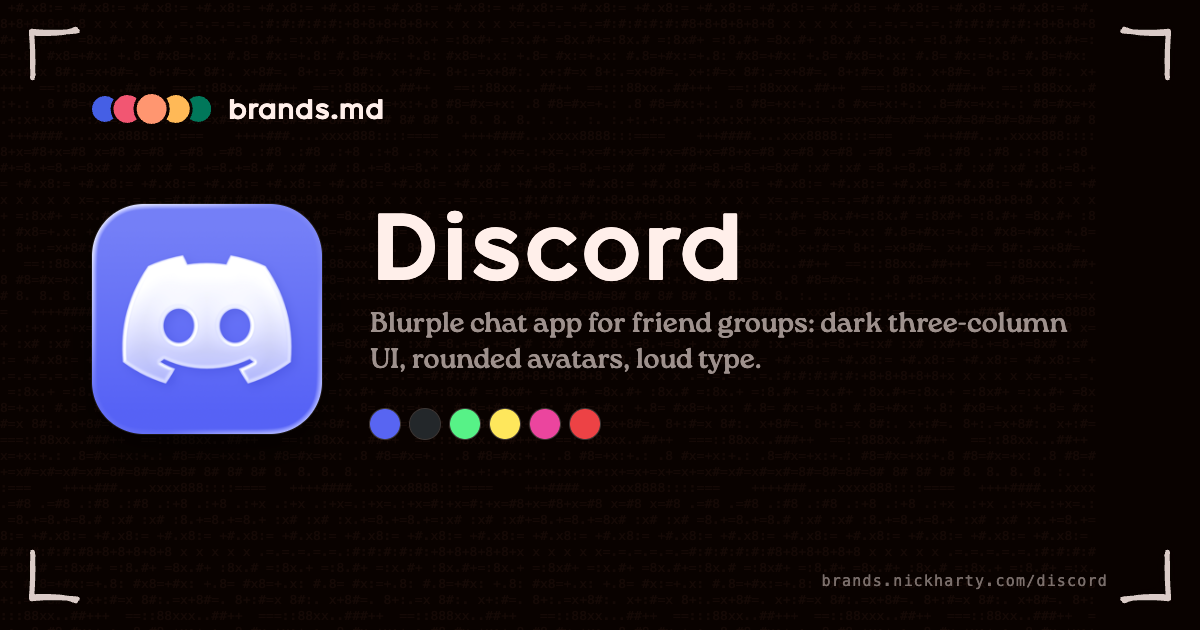 brands.md
Discord
Blurple chat app for friend groups: dark three-column
UI, rounded avatars, loud type.
brands.nickharty.com/discord